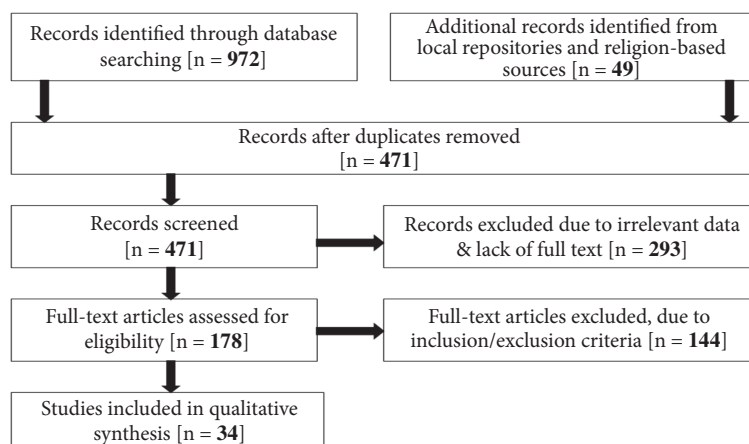 Records identified through database
searching [n = 972]
Additional records identified from
local repositories and religion-based
sources [n = 49]
Records after duplicates removed
[n = 471]
Records screened
[n = 471]
Records excluded due to irrelevant data
& lack of full text [n = 293]
Full-text articles assessed for
eligibility [n = 178]
Full-text articles excluded, due to
inclusion/exclusion criteria [n = 144]
Studies included in qualitative
synthesis [n = 34]